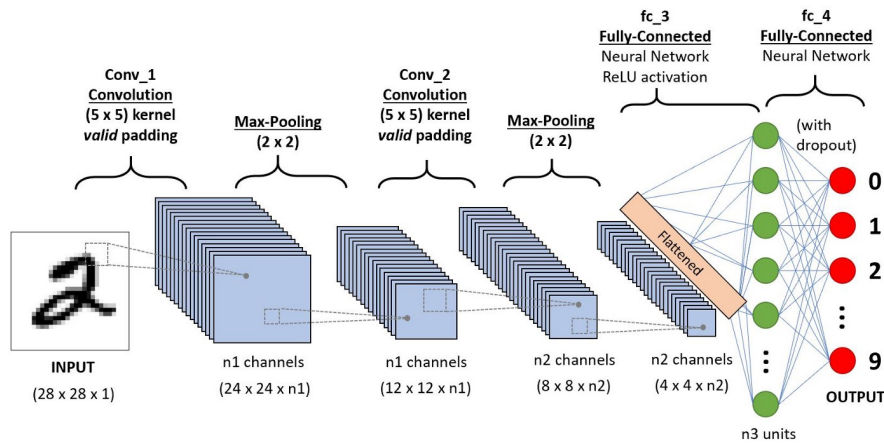 fc_3
Fully-Connected
Neural Network
ReLU activation
fc_4
Fully-Connected
Neural Network
Conv_1
Convolution
(5 x 5) kernel
valid padding
Max-Pooling
(2 x 2)
Conv_2
Convolution
(5 x 5) kernel
valid padding
Max-Pooling
(2 x 2)
(with
dropout)
Flattened
0
1
2
9
INPUT
(28 x 28 x 1)
n1 channels
(24 x 24 x n1)
n1 channels
(12 x 12 x n1)
n2 channels
(8 x 8 x n2)
n2 channels
(4 x 4 x n2)
OUTPUT
n3 units
2